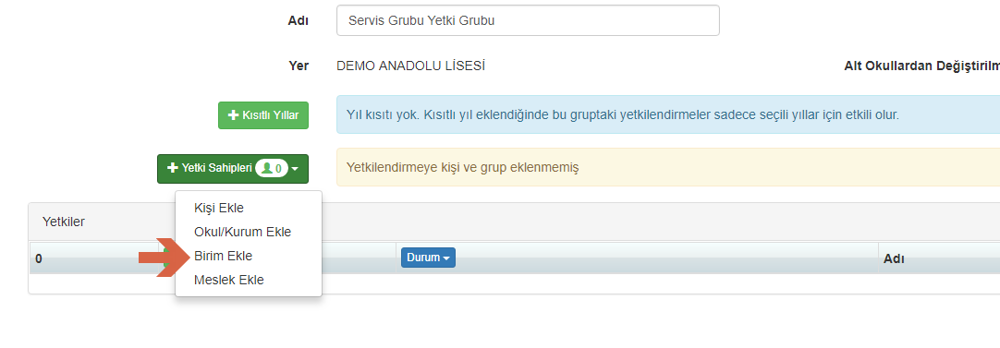 Adı
Servis Grubu Yetki Grubu
Yer
DEMO ANADOLU LİSESİ
Alt Okullardan Değiştirilm
Kısıtlı Yıllar
Yıl kısıtı yok. Kısıtlı yıl eklendiğinde bu gruptaki yetkilendirmeler sadece seçili yıllar için etkili olur.
Yetki Sahipleri 0
Yetkilendirmeye kişi ve grup eklenmemiş
Kişi Ekle
Okul/Kurum Ekle
Birim Ekle
Meslek Ekle
Yetkiler
0
Durum
Adı